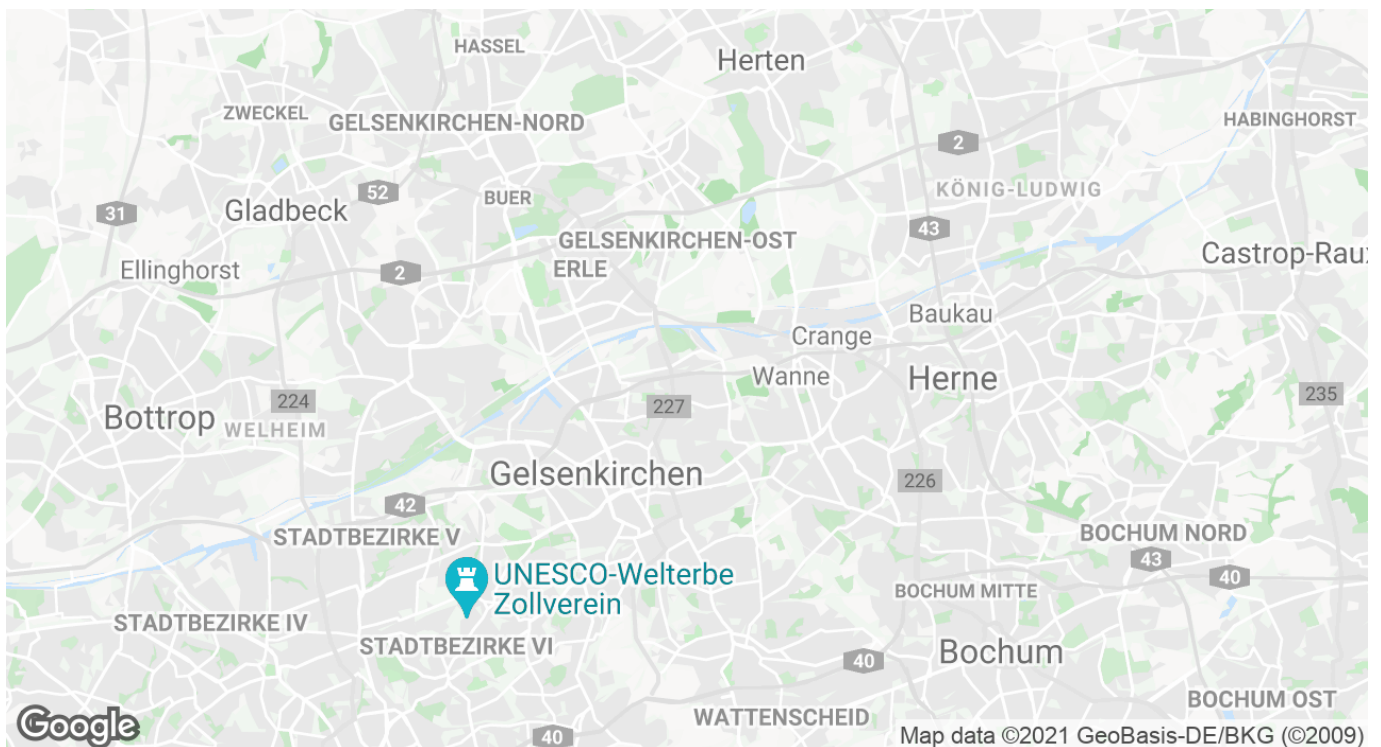 HASSEL
Herten
ZWECKEL
GELSENKIRCHEN-NORD
HABINGHORST
2
52
KÖNIG-LUDWIG
BUER
Gladbeck
31
43
GELSENKIRCHEN-OST
Castrop-Raux
Ellinghorst
2
ERLE
Baukau
Crange
Wanne
Herne
224
227
235
Bottrop
WELHEIM
Gelsenkirchen
226
42
STADTBEZIRKE V
BOCHUM NORD
43
40
UNESCO-Welterbe
Zollverein
BOCHUM MITTE
STADTBEZIRKE IV
STADTBEZIRKE VI
Bochum
40
BOCHUM OST
WATTENSCHEID
Google
40
Map data ©2021 GeoBasis-DE/BKG (©2009)